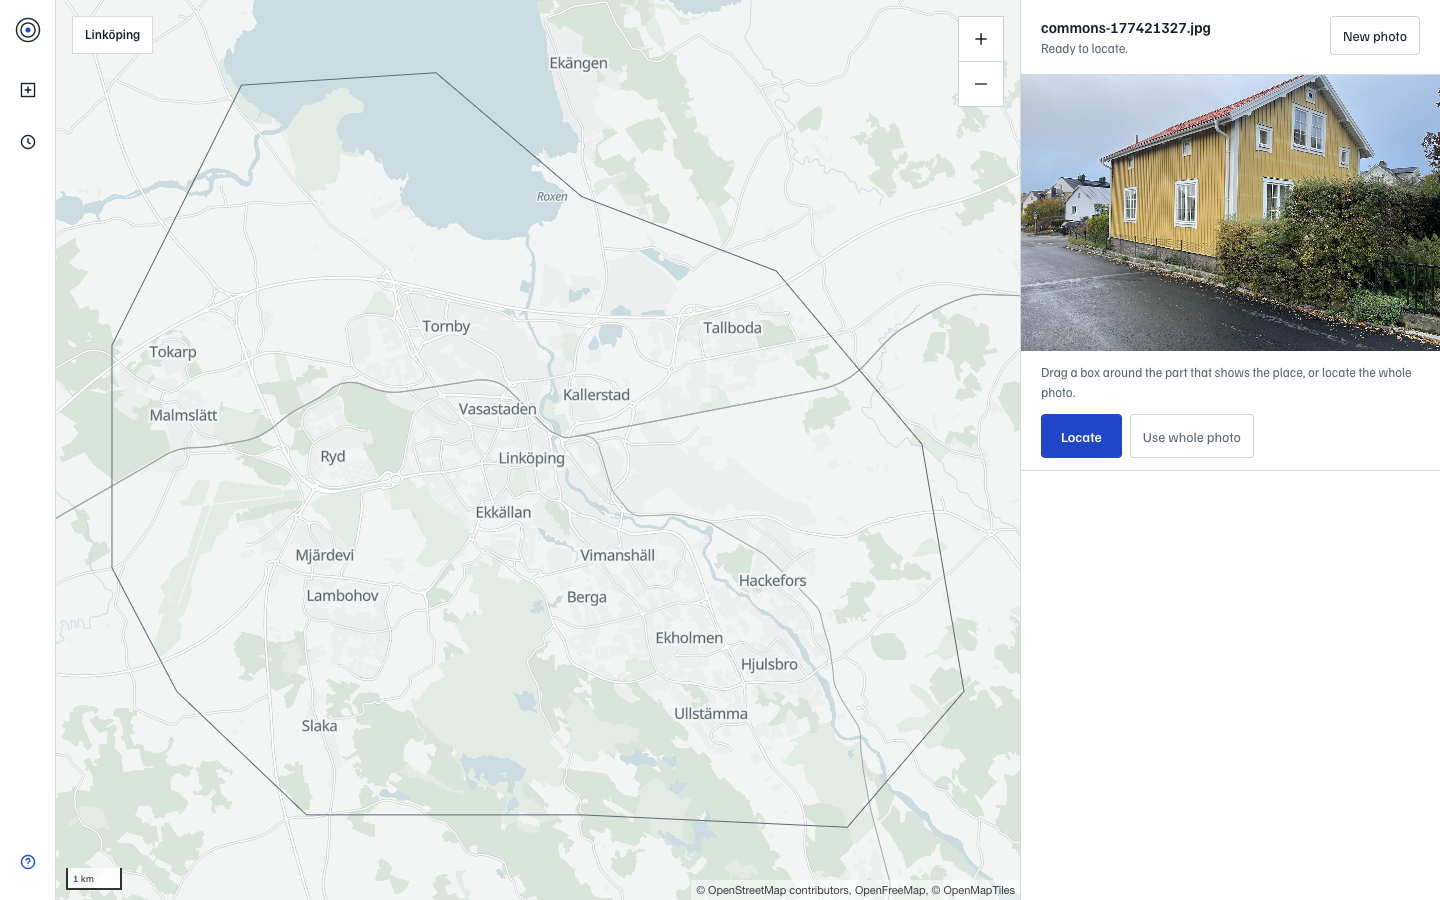 Linköping
Ekängen
Roxen
Tornby
Tallboda
Tokarp
Kallerstad
Vasastaden
Malmslätt
Ryd
Linköping
Ekkällan
Mjärdevi
Vimanshäll
Hackefors
Lambohov
Berga
Ekholmen
Hjulsbro
Ullstämma
Slaka
1 km
© OpenStreetMap contributors, OpenFreeMap, © OpenMapTiles
commons-177421327.jpg
Ready to locate.
New photo
Drag a box around the part that shows the place, or locate the whole
photo.
Locate
Use whole photo